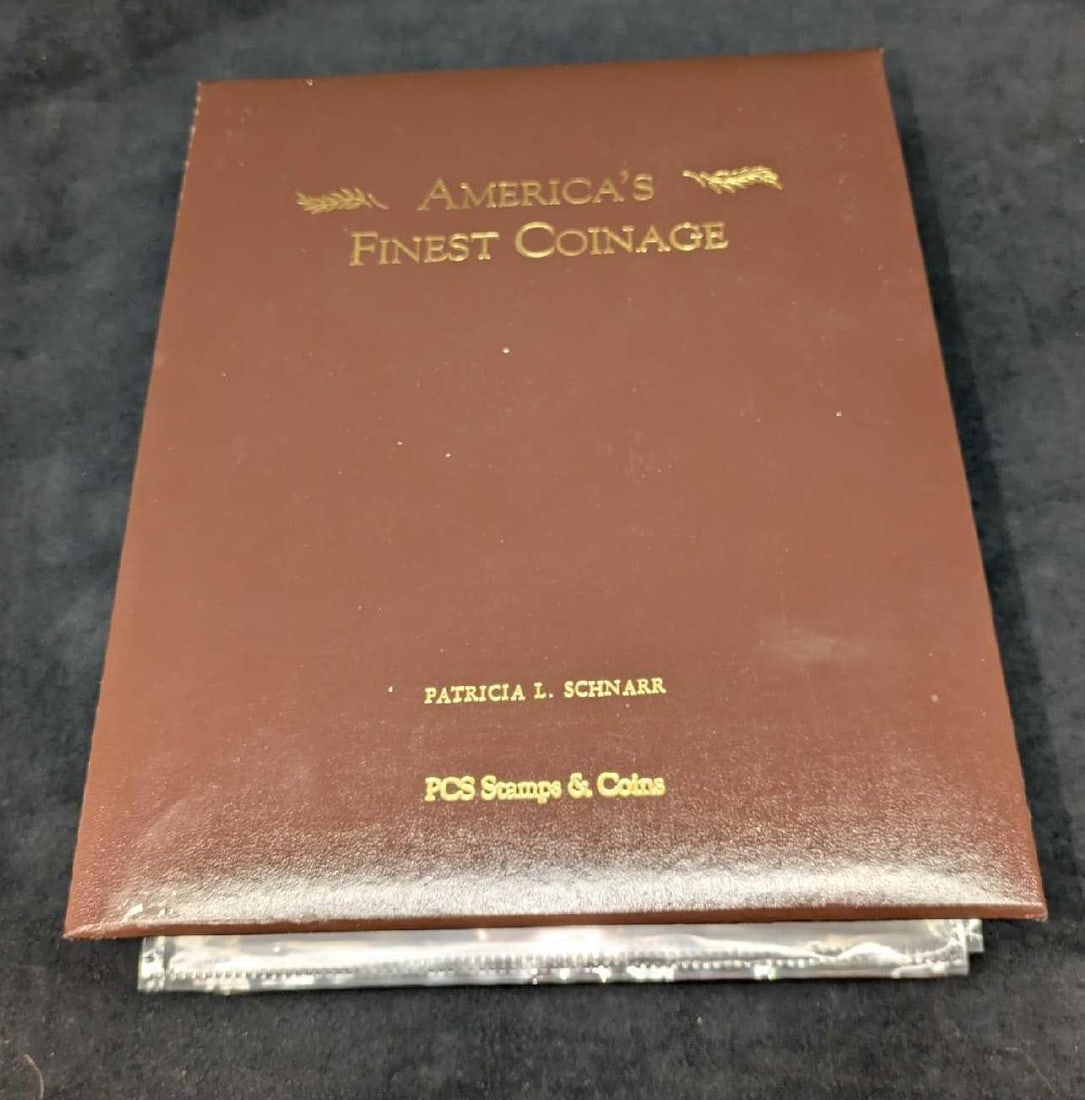 AMERICA'S
FINEST COINAGE
PATRICIA L. SCHNARR
PCS Stamps & Coins